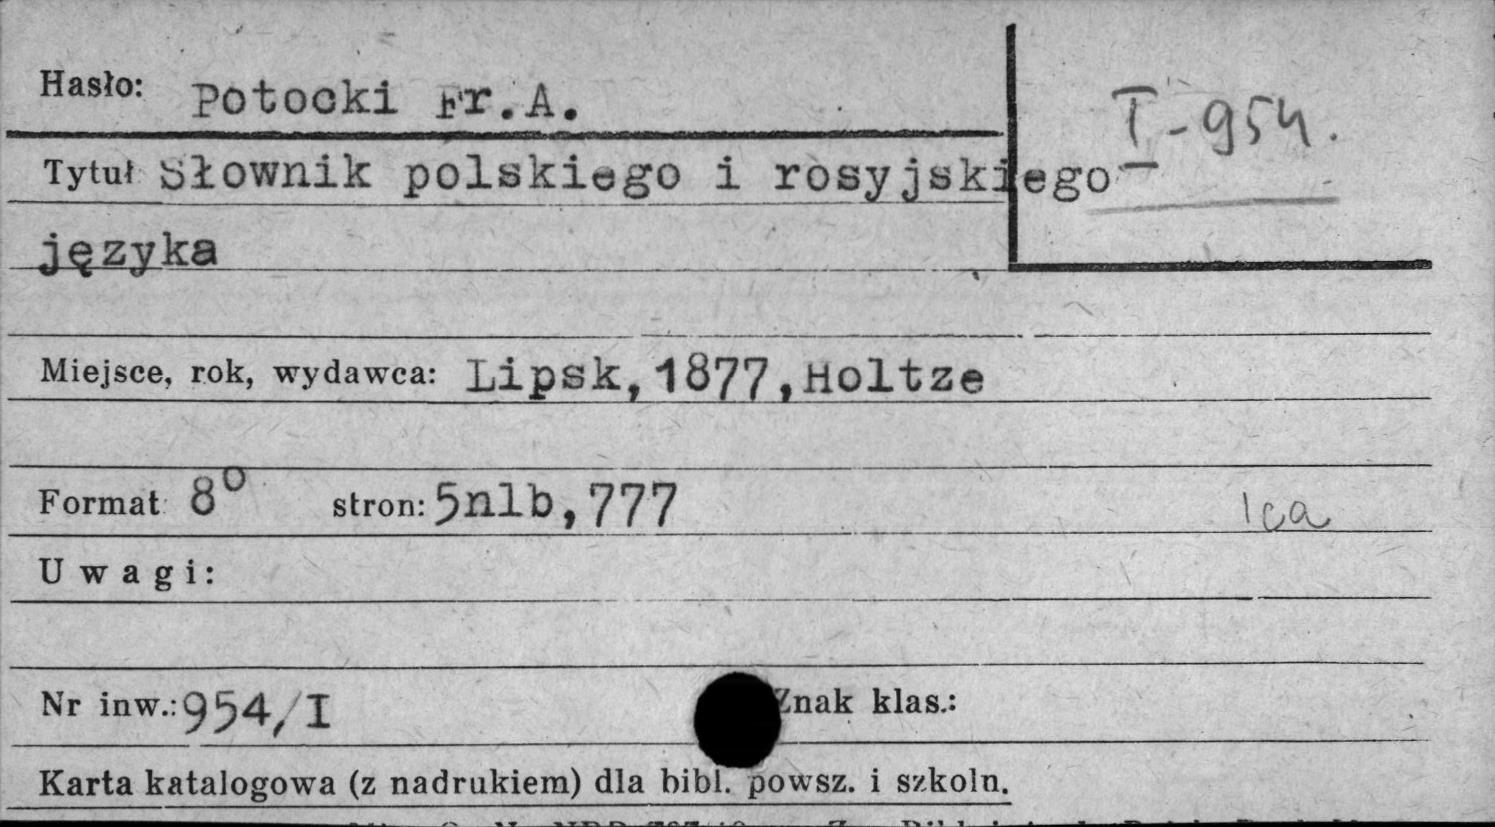 Hasło: Potocki Fr.A.
I-954.
Tytuł Słownik polskiego i rosyjskiego
języka
Miejsce, rok, wydawca: Lipsk,1877,Holtze
Format 8° stron: 5nlb,777
Uwagi:
Nr inw.: 954/I Znak klas.:
Karta katalogowa (z nadrukiem) dla bibl. powsz. i szkoln.